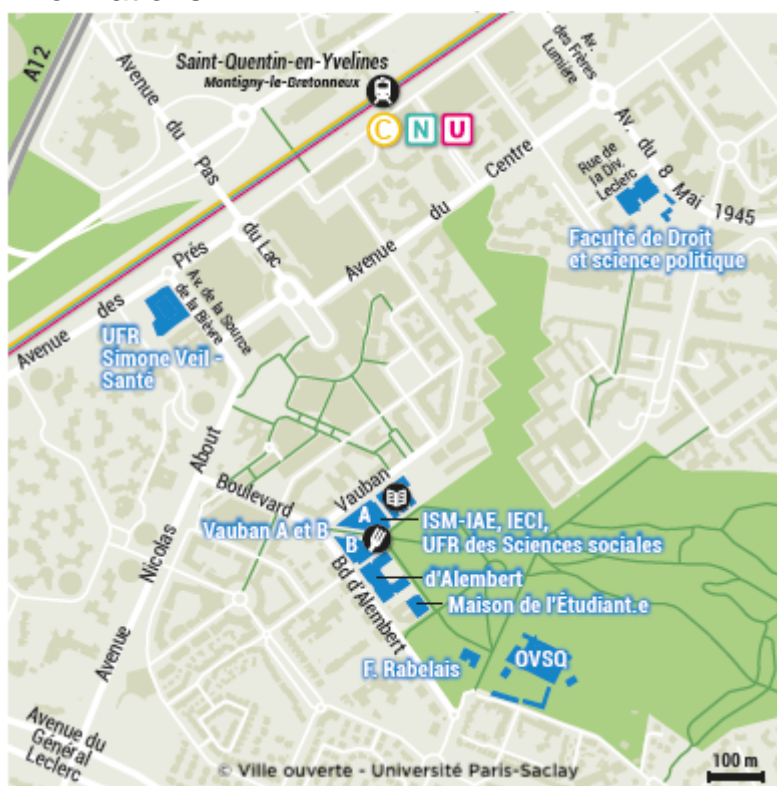 A12
Saint-Quentin-en-Yvelines
Montigny-le-Bretonneux
C N U
Av.
des Frères
Lumière
Av. du 8 Mai 1945
Rue de
la Div.
Leclerc
Faculté de Droit
et science politique
Avenue du Pas du Lac
Avenue du Centre
Avenue des Prés
Av. de la Source
de la Bièvre
UFR
Simone Veil -
Santé
Avenue Nicolas About
Boulevard Vauban
Vauban A et B
A
B
ISM-IAE, IECI,
UFR des Sciences sociales
d'Alembert
Maison de l'Étudiant.e
Bd d'Alembert
F. Rabelais
OVSQ
Avenue du
Général
Leclerc
© Ville ouverte - Université Paris-Saclay
100 m